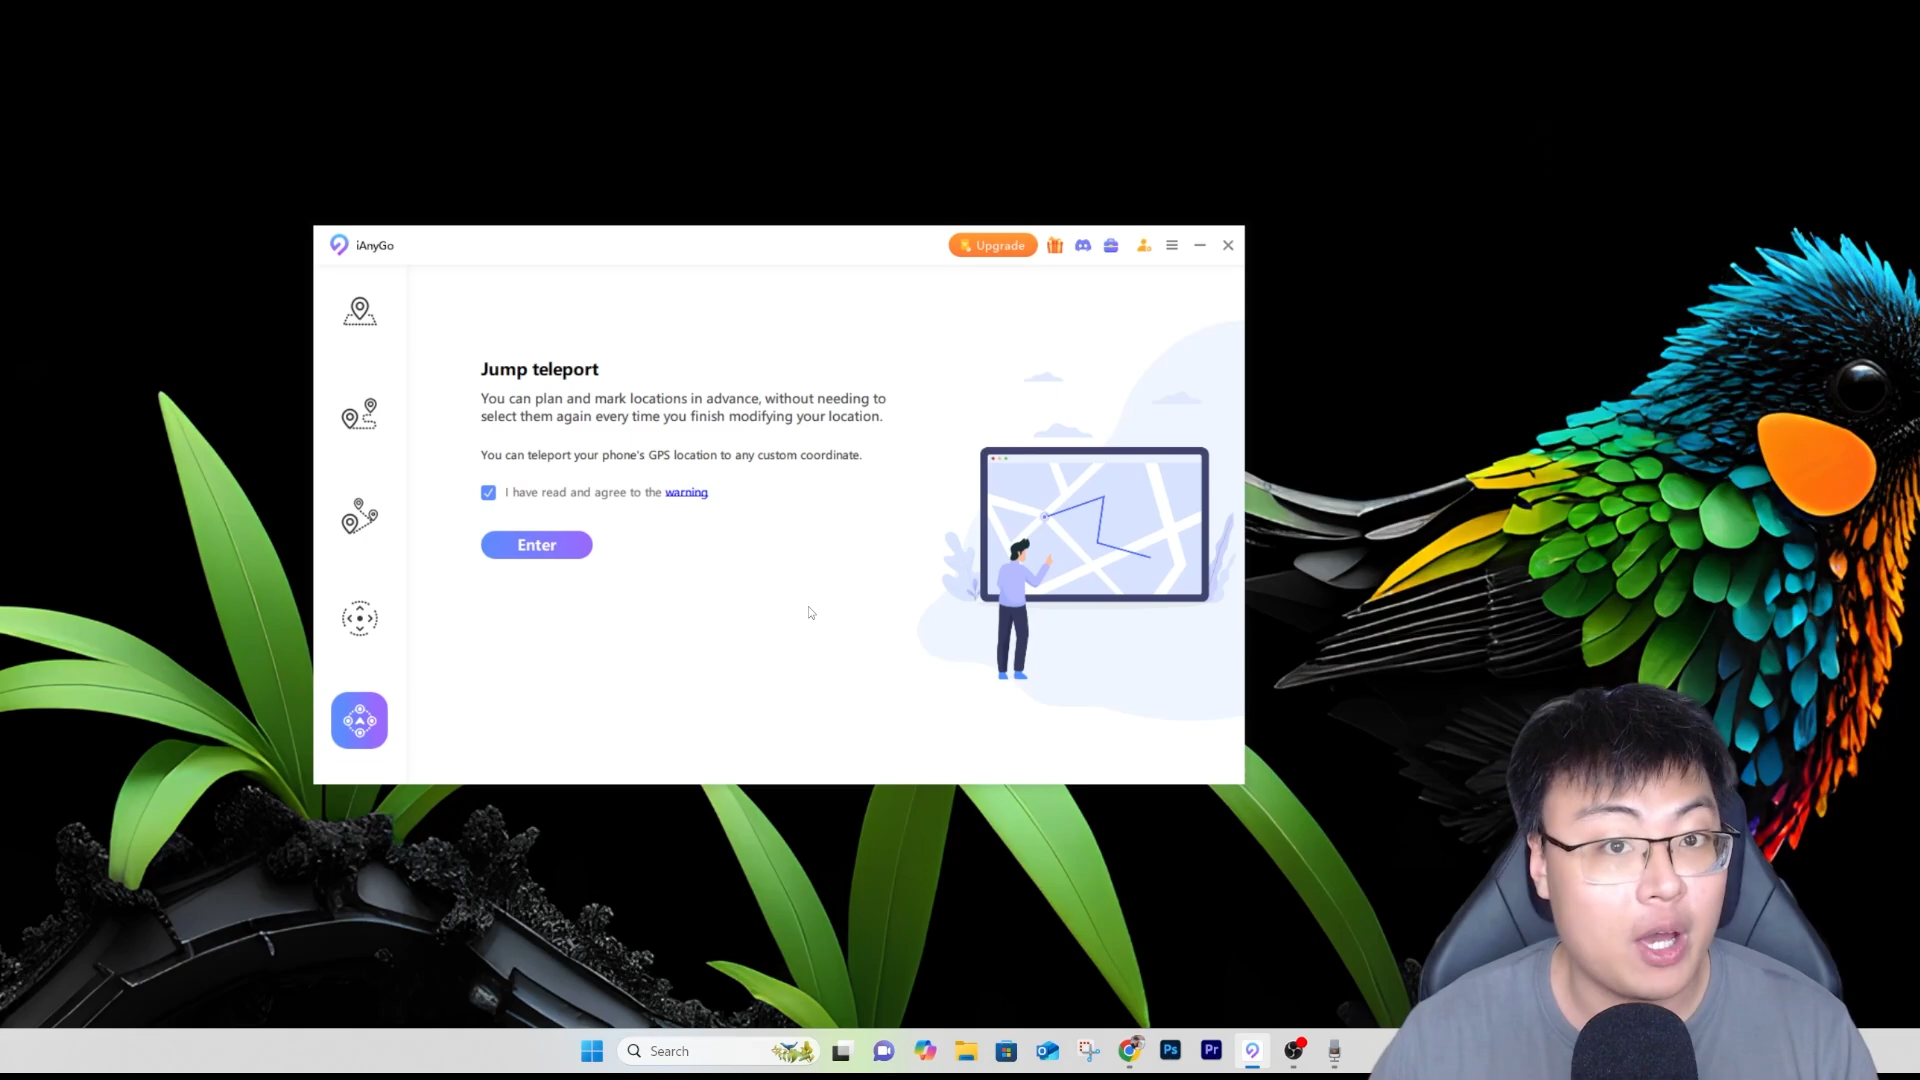 iAnyGo
Upgrade
Jump teleport
You can plan and mark locations in advance, without needing to
select them again every time you finish modifying your location.
You can teleport your phone's GPS location to any custom coordinate.
I have read and agree to the warning
Enter
Search
Ps
Pr